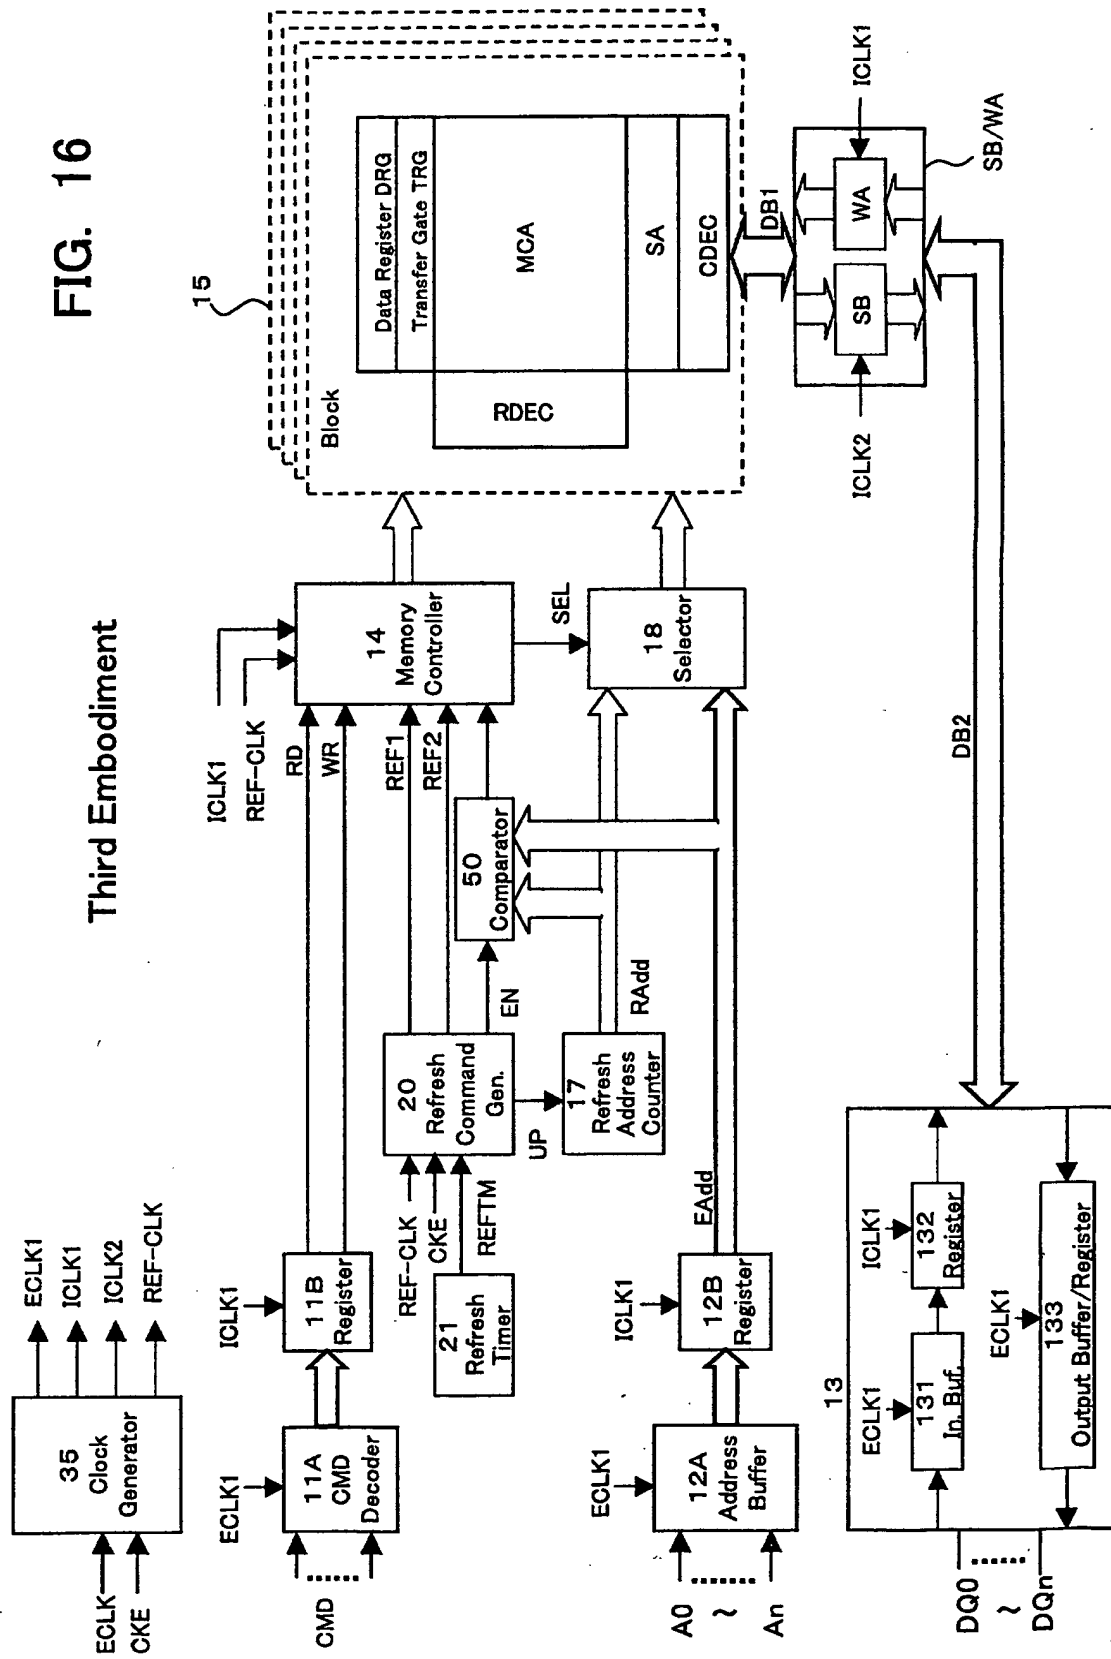 FIG. 16
Third Embodiment
ECLK
CKE
35
Clock
Generator
ECLK1
ICLK1
ICLK2
REF-CLK
CMD
ECLK1
11A
CMD
Decoder
ICLK1
11B
Register
RD
WR
ICLK1
REF-CLK
14
Memory
Controller
21
Refresh
Timer
REF-CLK
CKE
REFTM
20
Refresh
Command
Gen.
REF1
REF2
EN
UP
50
Comparator
17
Refresh
Address
Counter
RAdd
SEL
18
Selector
A0
~
An
ECLK1
12A
Address
Buffer
ICLK1
12B
Register
EAdd
15
Block
Data Register DRG
Transfer Gate TRG
MCA
RDEC
SA
CDEC
DB1
ICLK2
SB
WA
ICLK1
SB/WA
DB2
13
DQ0
~
DQn
ECLK1
131
In. Buf.
ICLK1
132
Register
ECLK1
133
Output Buffer/Register